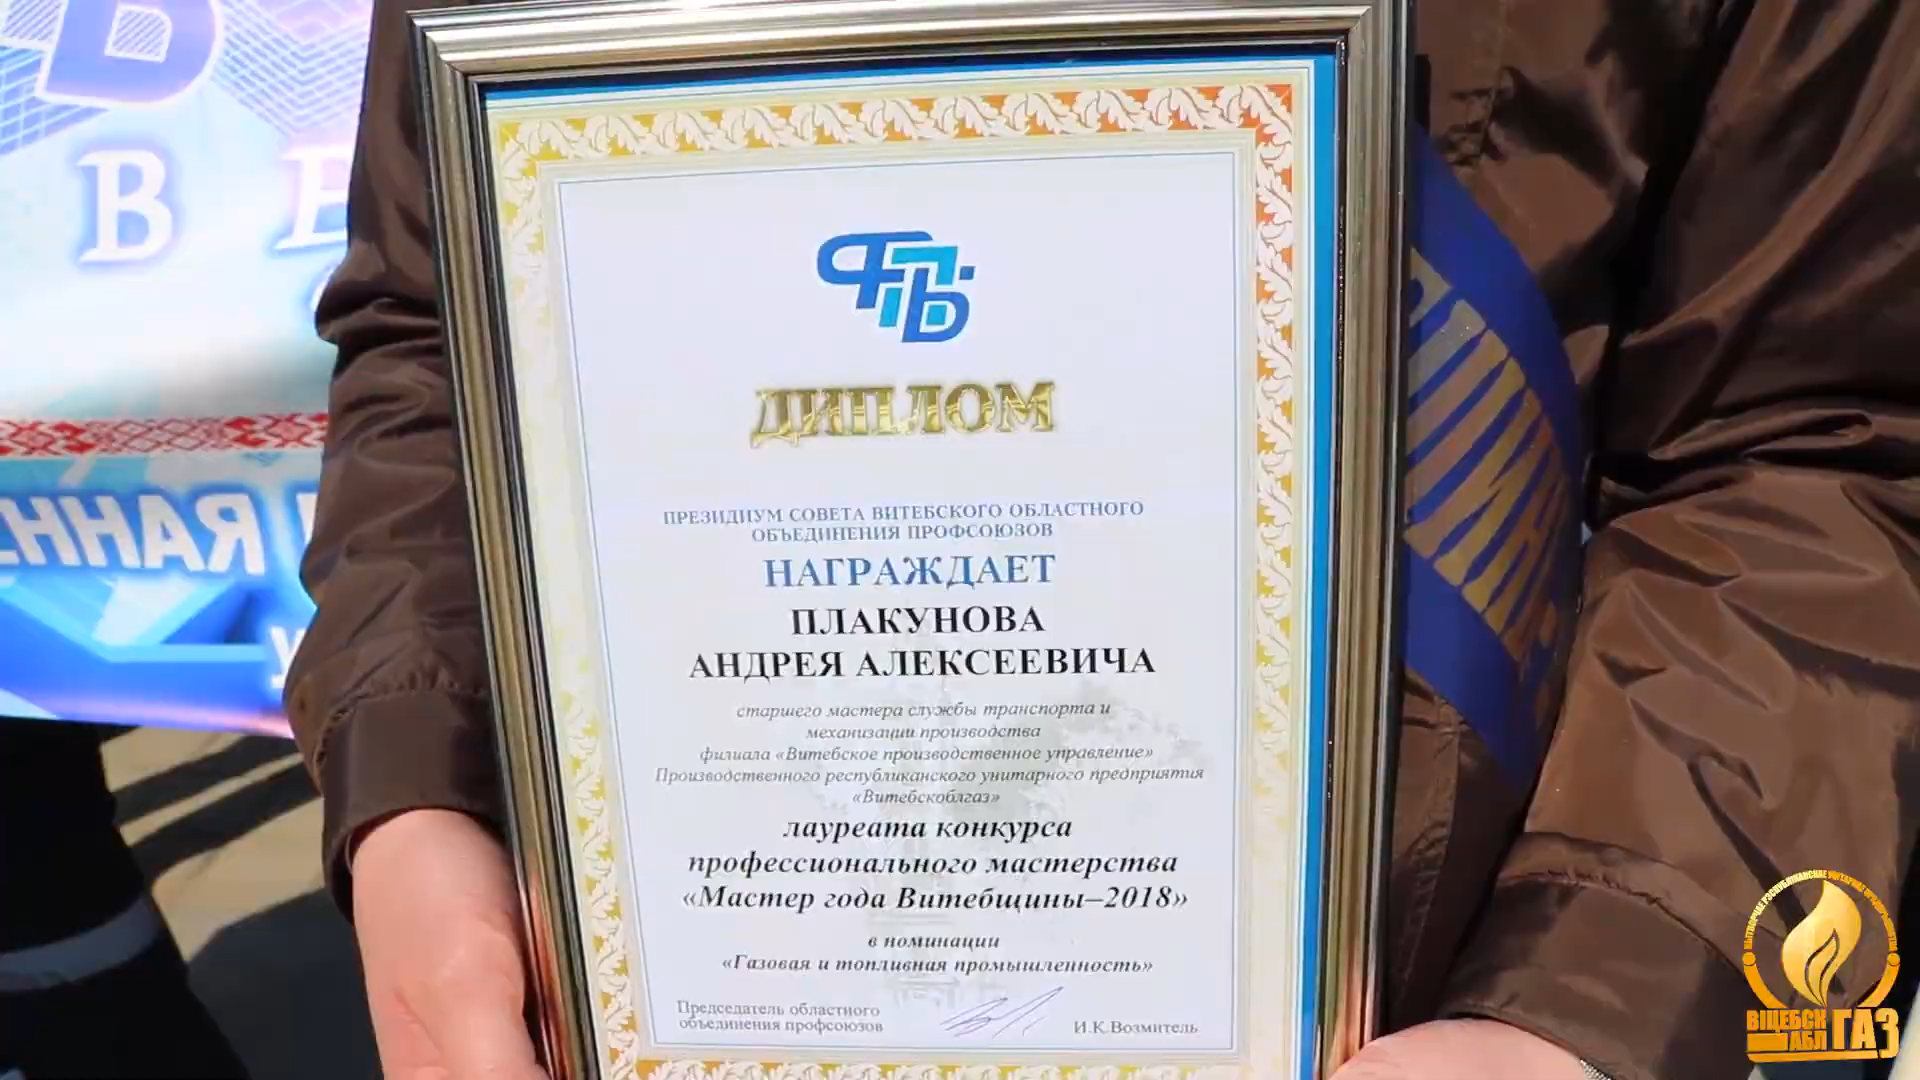 В
ФПБ
ДИПЛОМ
ПРЕЗИДИУМ СОВЕТА ВИТЕБСКОГО ОБЛАСТНОГО
ОБЪЕДИНЕНИЯ ПРОФСОЮЗОВ
НАГРАЖДАЕТ
ПЛАКУНОВА
АНДРЕЯ АЛЕКСЕЕВИЧА
старшего мастера службы транспорта и
механизации производства
филиала «Витебское производственное управление»
Производственного республиканского унитарного предприятия
«Витебскоблгаз»
лауреата конкурса
профессионального мастерства
«Мастер года Витебщины–2018»
в номинации
«Газовая и топливная промышленность»
Председатель областного
объединения профсоюзов
И.К.Возмитель
ВІЦЕБСК
АБЛ ГАЗ